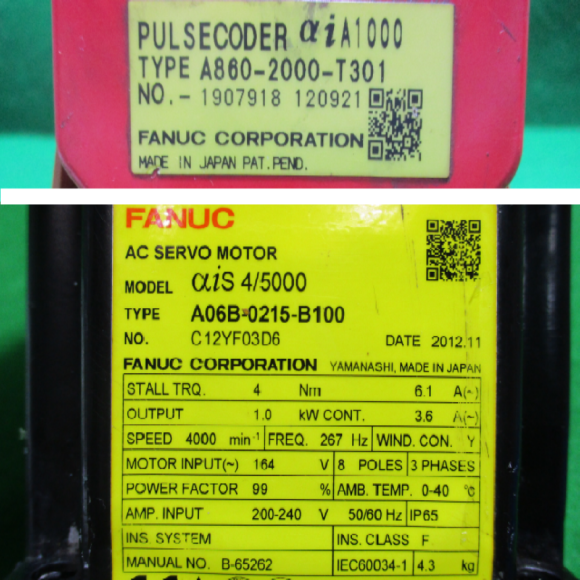 PULSECODER αiA1000
TYPE A860-2000-T301
NO.- 1907918 120921
FANUC CORPORATION
MADE IN JAPAN PAT.PEND.
FANUC
AC SERVO MOTOR
MODEL αiS 4/5000
TYPE A06B-0215-B100
NO. C12YF03D6 DATE 2012.11
FANUC CORPORATION YAMANASHI, MADE IN JAPAN
STALL TRQ. 4 Nm 6.1 A(~)
OUTPUT 1.0 kW CONT. 3.6 A(~)
SPEED 4000 min⁻¹ FREQ. 267 Hz WIND. CON. Y
MOTOR INPUT(~) 164 V 8 POLES 3 PHASES
POWER FACTOR 99 % AMB. TEMP. 0-40 ℃
AMP. INPUT 200-240 V 50/60 Hz IP65
INS. SYSTEM INS. CLASS F
MANUAL NO. B-65262 IEC60034-1 4.3 kg